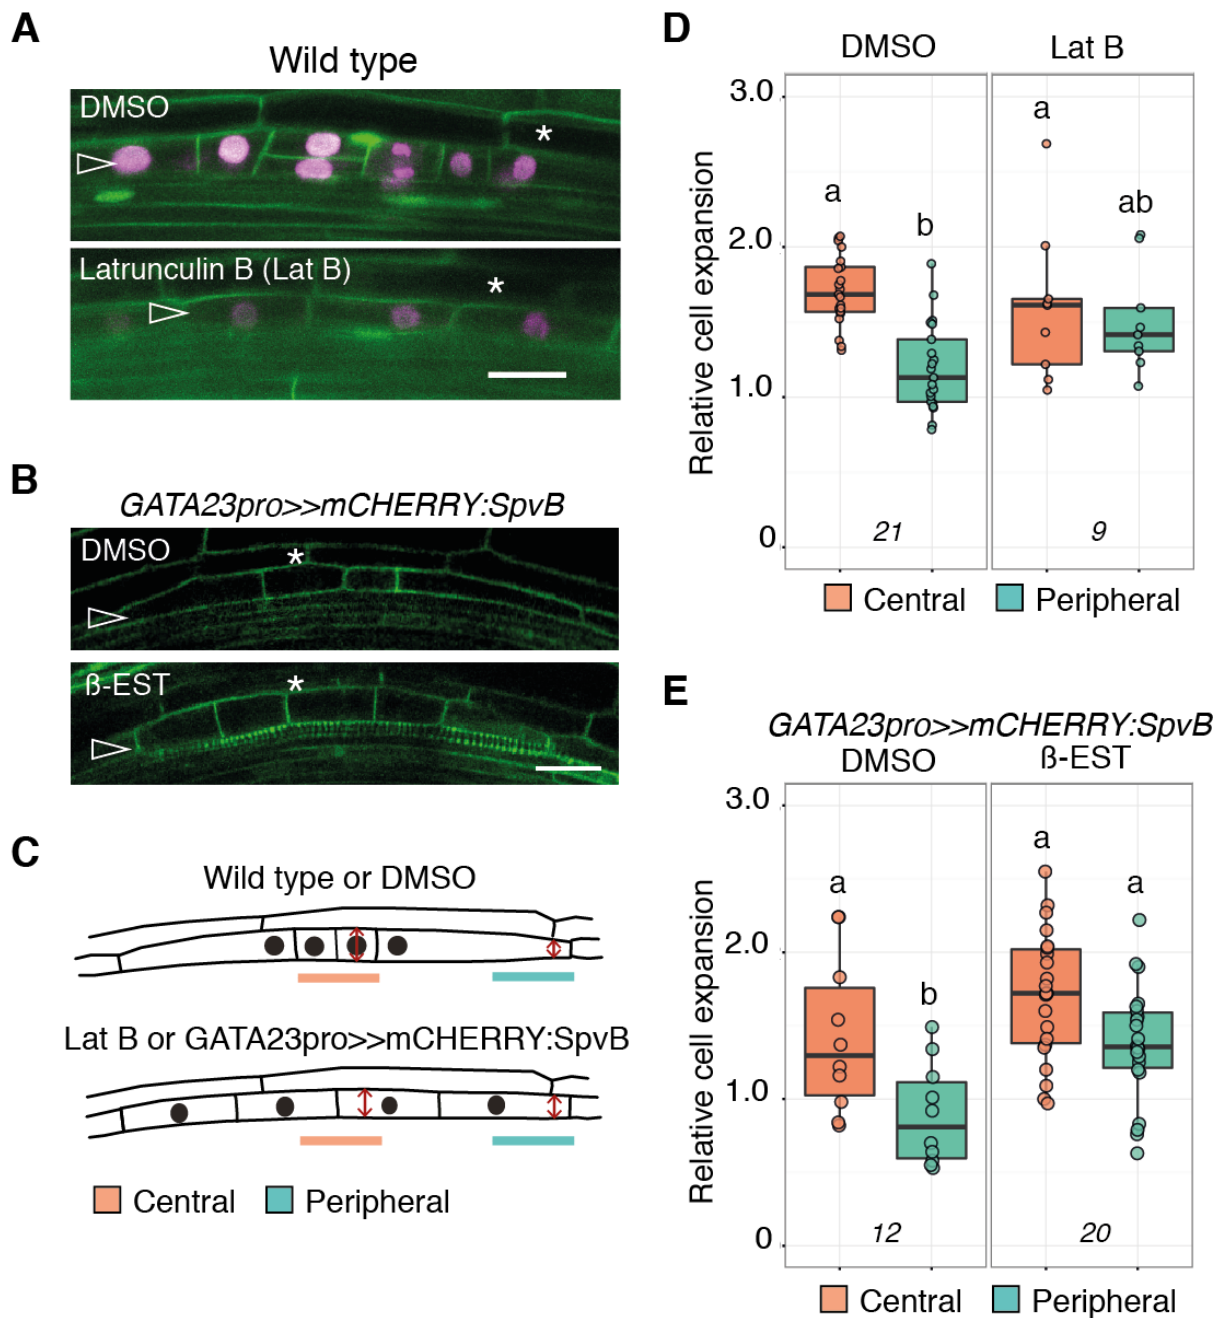 A
Wild type
DMSO
*
Latrunculin B (Lat B)
*
B
GATA23pro>>mCHERRY:SpvB
DMSO
*
ß-EST
*
C
Wild type or DMSO
Lat B or GATA23pro>>mCHERRY:SpvB
Central Peripheral
D
DMSO Lat B
Relative cell expansion
3.0
2.0
1.0
0
a b a ab
21 9
Central Peripheral
E
GATA23pro>>mCHERRY:SpvB
DMSO ß-EST
Relative cell expansion
3.0
2.0
1.0
0
a b a a
12 20
Central Peripheral